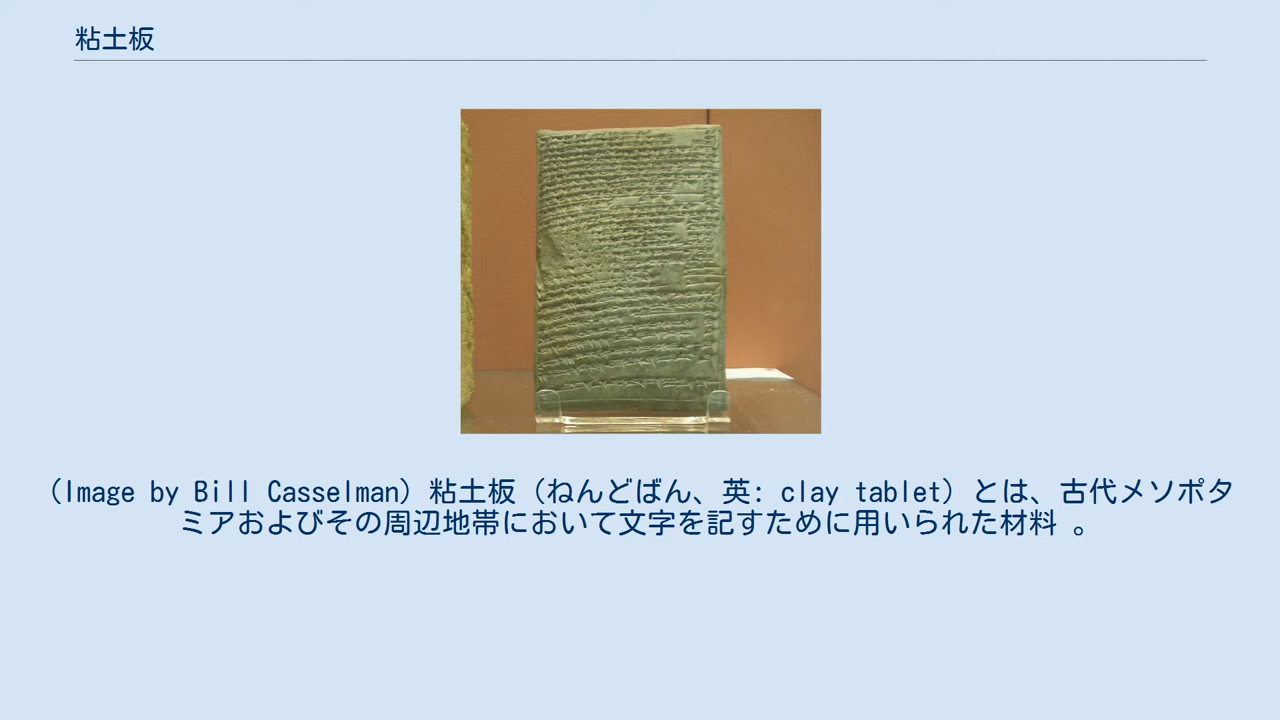 粘土板
（Image by Bill Casselman）粘土板（ねんどばん、英: clay tablet）とは、古代メソポタ
ミアおよびその周辺地帯において文字を記すために用いられた材料 。